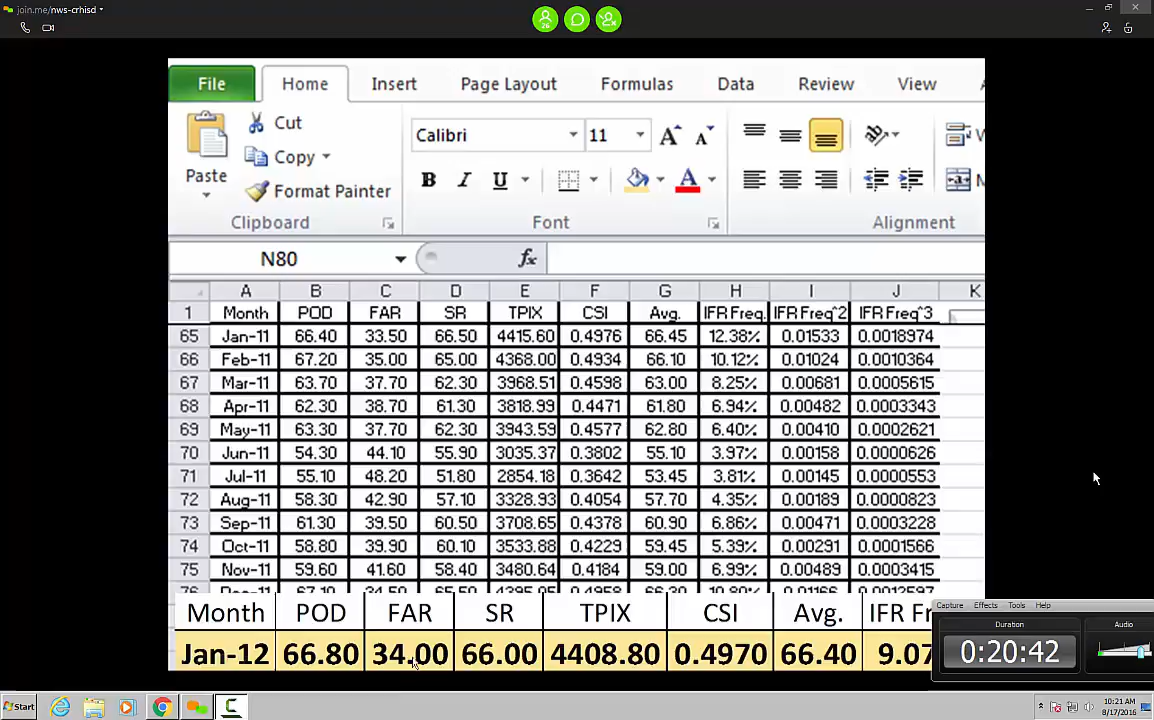 join.me/nws-crhisd
26
File Home Insert Page Layout Formulas Data Review View
Cut
Copy
Paste
Format Painter
Clipboard
Calibri 11
B I U
Font
Alignment
N80 fx
A B C D E F G H I J K
1 Month POD FAR SR TPIX CSI Avg. IFR Freq. IFR Freq^2 IFR Freq^3
65 Jan-11 66.40 33.50 66.50 4415.60 0.4976 66.45 12.38% 0.01533 0.0018974
66 Feb-11 67.20 35.00 65.00 4368.00 0.4934 66.10 10.12% 0.01024 0.0010364
67 Mar-11 63.70 37.70 62.30 3968.51 0.4598 63.00 8.25% 0.00681 0.0005615
68 Apr-11 62.30 38.70 61.30 3818.99 0.4471 61.80 6.94% 0.00482 0.0003343
69 May-11 63.30 37.70 62.30 3943.59 0.4577 62.80 6.40% 0.00410 0.0002621
70 Jun-11 54.30 44.10 55.90 3035.37 0.3802 55.10 3.97% 0.00158 0.0000626
71 Jul-11 55.10 48.20 51.80 2854.18 0.3642 53.45 3.81% 0.00145 0.0000553
72 Aug-11 58.30 42.90 57.10 3328.93 0.4054 57.70 4.35% 0.00189 0.0000823
73 Sep-11 61.30 39.50 60.50 3708.65 0.4378 60.90 6.86% 0.00471 0.0003228
74 Oct-11 58.80 39.90 60.10 3533.88 0.4229 59.45 5.39% 0.00291 0.0001566
75 Nov-11 59.60 41.60 58.40 3480.64 0.4184 59.00 6.99% 0.00489 0.0003415
Month POD FAR SR TPIX CSI Avg. IFR Fr
Jan-12 66.80 34.00 66.00 4408.80 0.4970 66.40 9.07
Capture Effects Tools Help
Duration Audio
0:20:42
Start
10:21 AM
8/17/2016